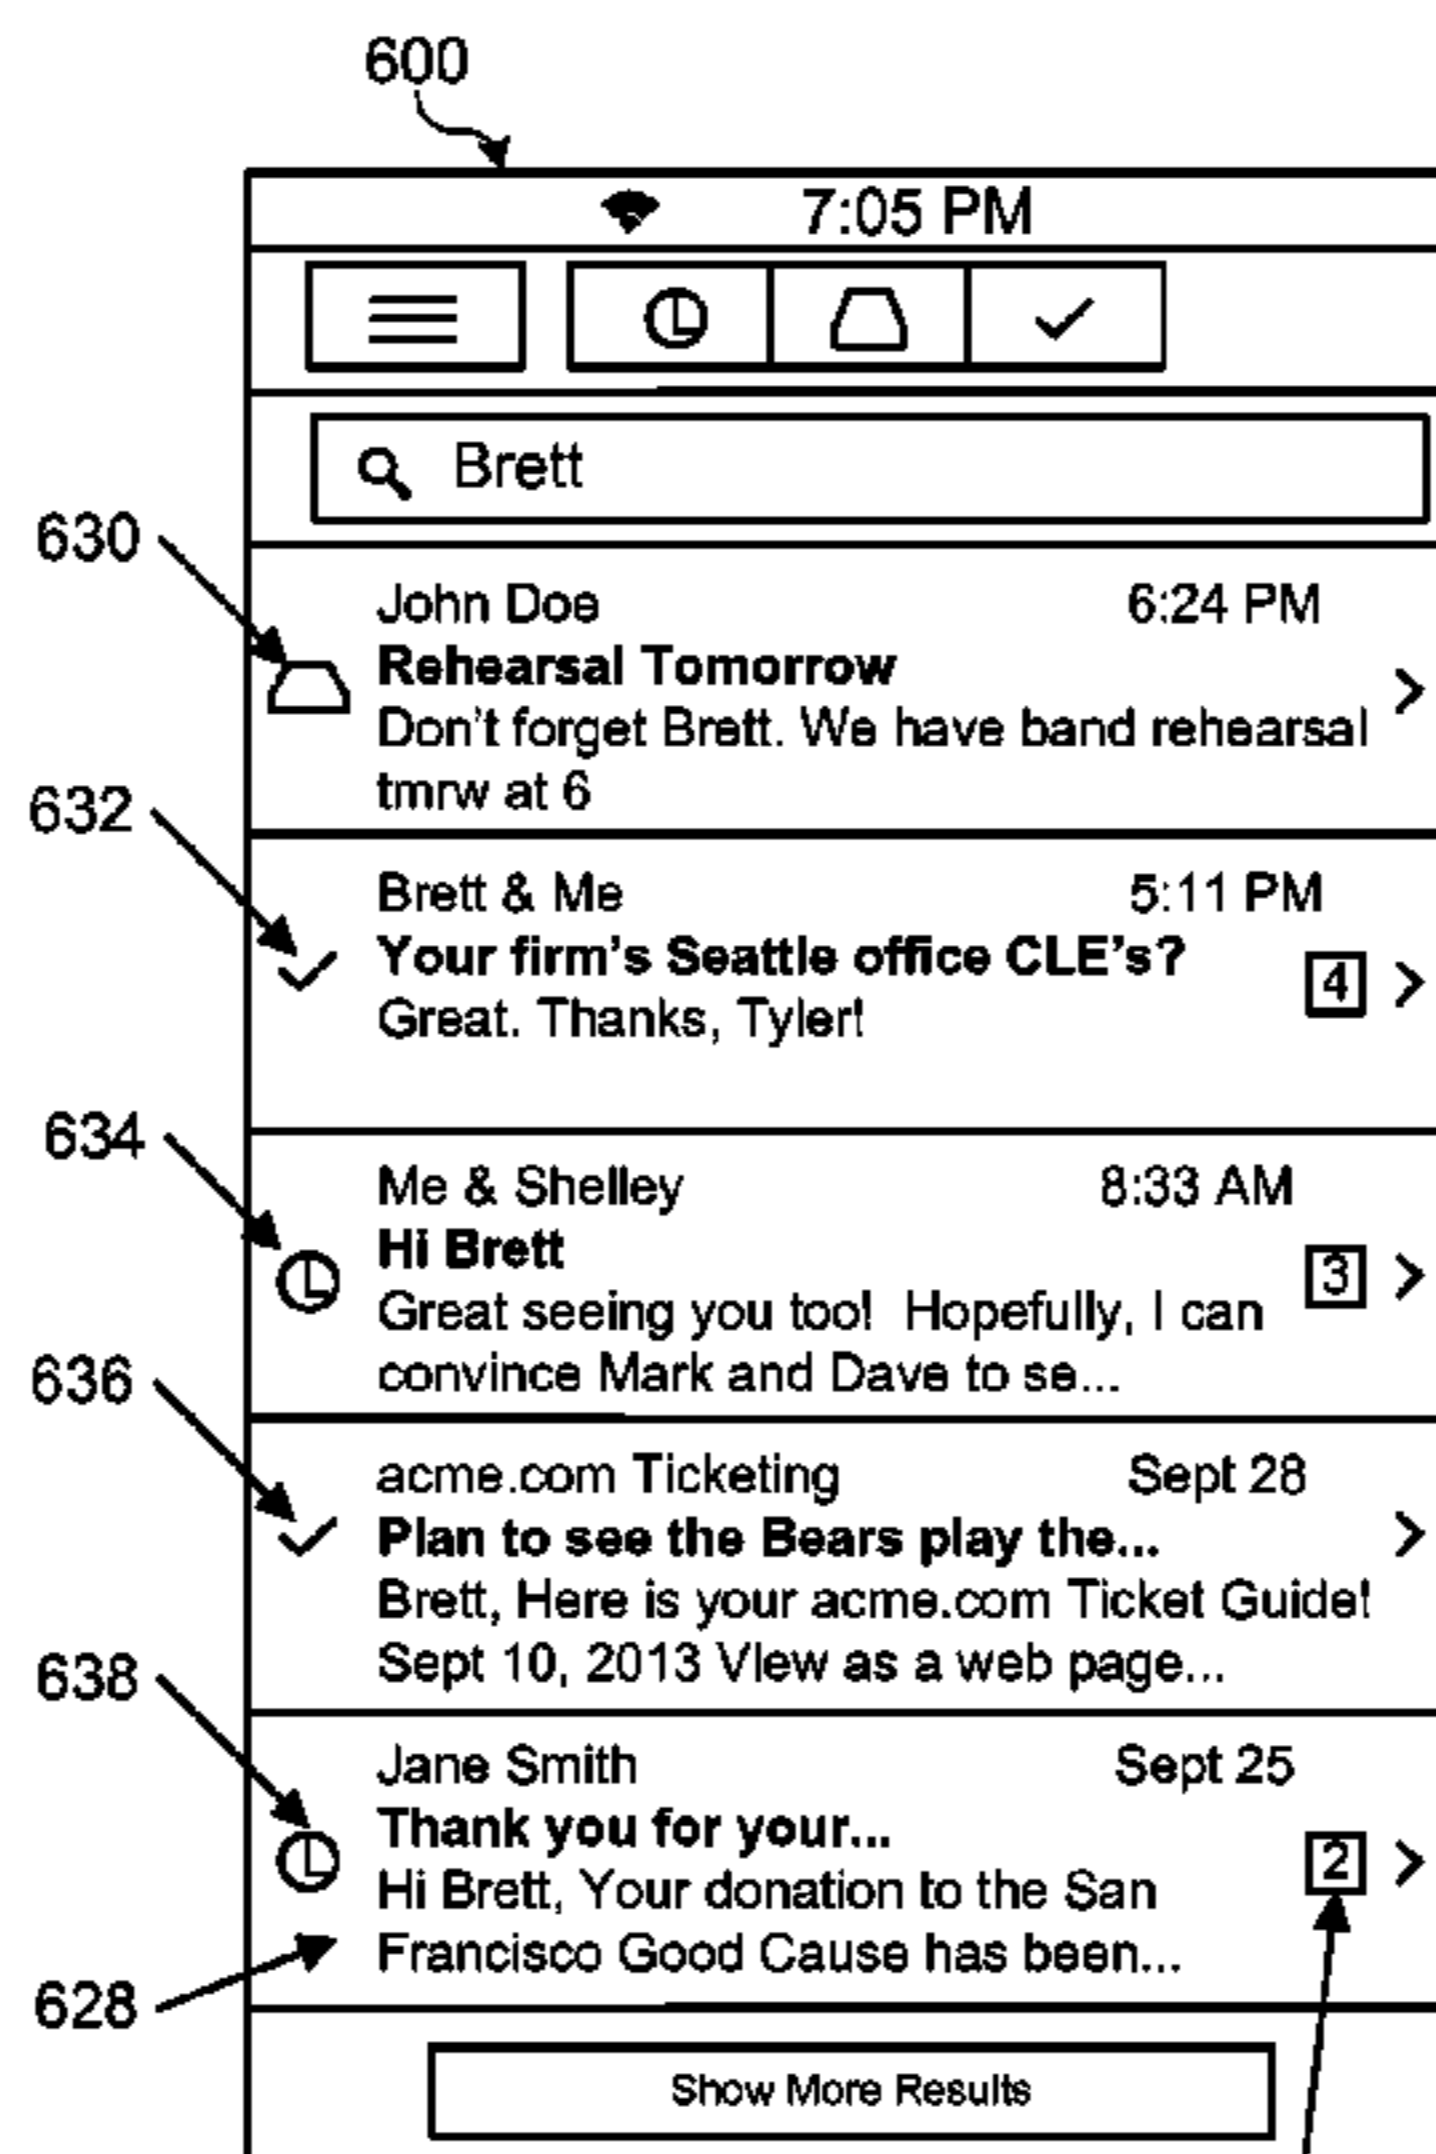 600
7:05 PM
Brett
630
John Doe 6:24 PM
Rehearsal Tomorrow
Don't forget Brett. We have band rehearsal
tmrw at 6
632
Brett & Me 5:11 PM
Your firm's Seattle office CLE's?
4
Great. Thanks, Tyler!
634
Me & Shelley 8:33 AM
Hi Brett
3
Great seeing you too! Hopefully, I can
convince Mark and Dave to se...
636
acme.com Ticketing Sept 28
Plan to see the Bears play the...
Brett, Here is your acme.com Ticket Guide!
Sept 10, 2013 View as a web page...
638
Jane Smith Sept 25
Thank you for your...
2
Hi Brett, Your donation to the San
Francisco Good Cause has been...
628
Show More Results